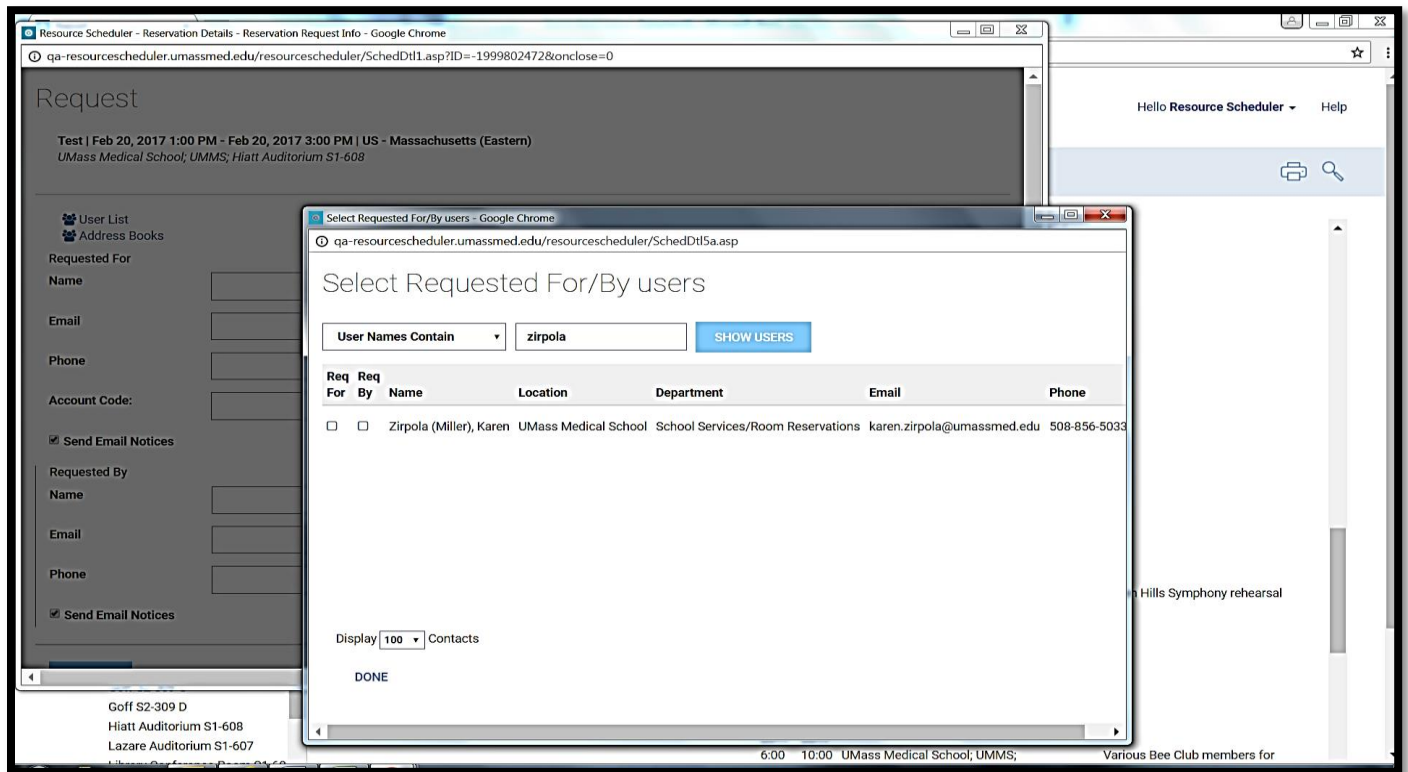 Resource Scheduler - Reservation Details - Reservation Request Info - Google Chrome
qa-resourcescheduler.umassmed.edu/resourcescheduler/SchedDtl1.asp?ID=-1999802472&onclose=0
Request
Hello Resource Scheduler Help
Test | Feb 20, 2017 1:00 PM - Feb 20, 2017 3:00 PM | US - Massachusetts (Eastern)
UMass Medical School; UMMS; Hiatt Auditorium S1-608
User List
Address Books
Requested For
Name
Email
Phone
Account Code:
Send Email Notices
Requested By
Name
Email
Phone
Send Email Notices
Select Requested For/By users - Google Chrome
qa-resourcescheduler.umassmed.edu/resourcescheduler/SchedDtl5a.asp
Select Requested For/By users
User Names Contain zirpola SHOW USERS
Req Req
For By Name Location Department Email Phone
Zirpola (Miller), Karen UMass Medical School School Services/Room Reservations karen.zirpola@umassmed.edu 508-856-5033
Display 100 Contacts
DONE
Hills Symphony rehearsal
Goff S2-309 D
Hiatt Auditorium S1-608
Lazare Auditorium S1-607
6:00 10:00 UMass Medical School; UMMS; Various Bee Club members for